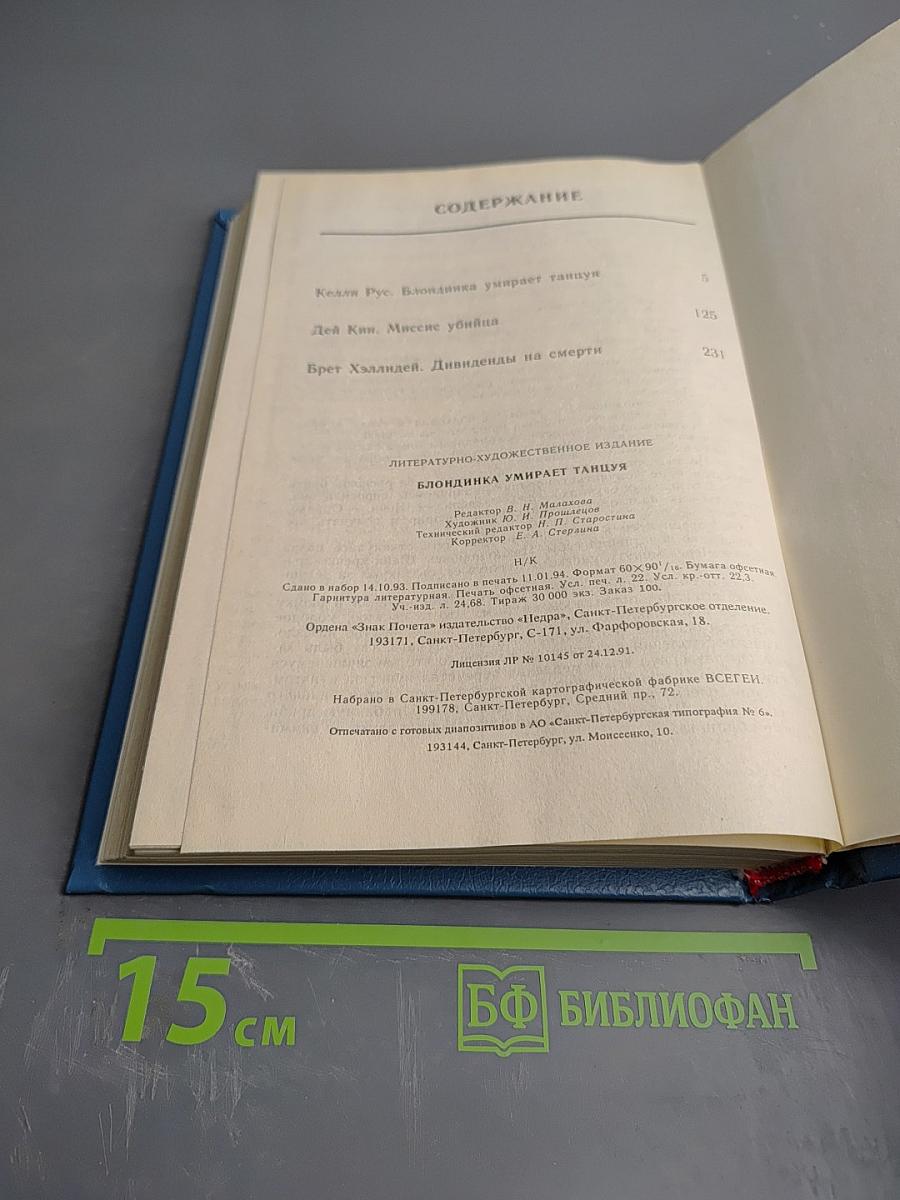 СОДЕРЖАНИЕ
Келли Рус. Блондинка умирает танцуя 5
Дей Кин. Миссис убийца 125
Брет Хэллидей. Дивиденды на смерти 231
ЛИТЕРАТУРНО-ХУДОЖЕСТВЕННОЕ ИЗДАНИЕ
БЛОНДИНКА УМИРАЕТ ТАНЦУЯ
Редактор В. Н. Малахова
Художник Ю. И. Прошлецов
Технический редактор Н. П. Старостина
Корректор Е. А. Стерлина
Н/К
Сдано в набор 14.10.93. Подписано в печать 11.01.94. Формат 60×90¹/₁₆. Бумага офсетная.
Гарнитура литературная. Печать офсетная. Усл. печ. л. 22. Усл. кр.-отт. 22,3.
Уч.-изд. л. 24,68. Тираж 30 000 экз. Заказ 100.
Ордена «Знак Почета» издательство «Недра», Санкт-Петербургское отделение.
193171, Санкт-Петербург, С-171, ул. Фарфоровская, 18.
Лицензия ЛР № 10145 от 24.12.91.
Набрано в Санкт-Петербургской картографической фабрике ВСЕГЕИ.
199178, Санкт-Петербург, Средний пр., 72.
Отпечатано с готовых диапозитивов в АО «Санкт-Петербургская типография № 6».
193144, Санкт-Петербург, ул. Моисеенко, 10.
15 см
БФ БИБЛИОФАН